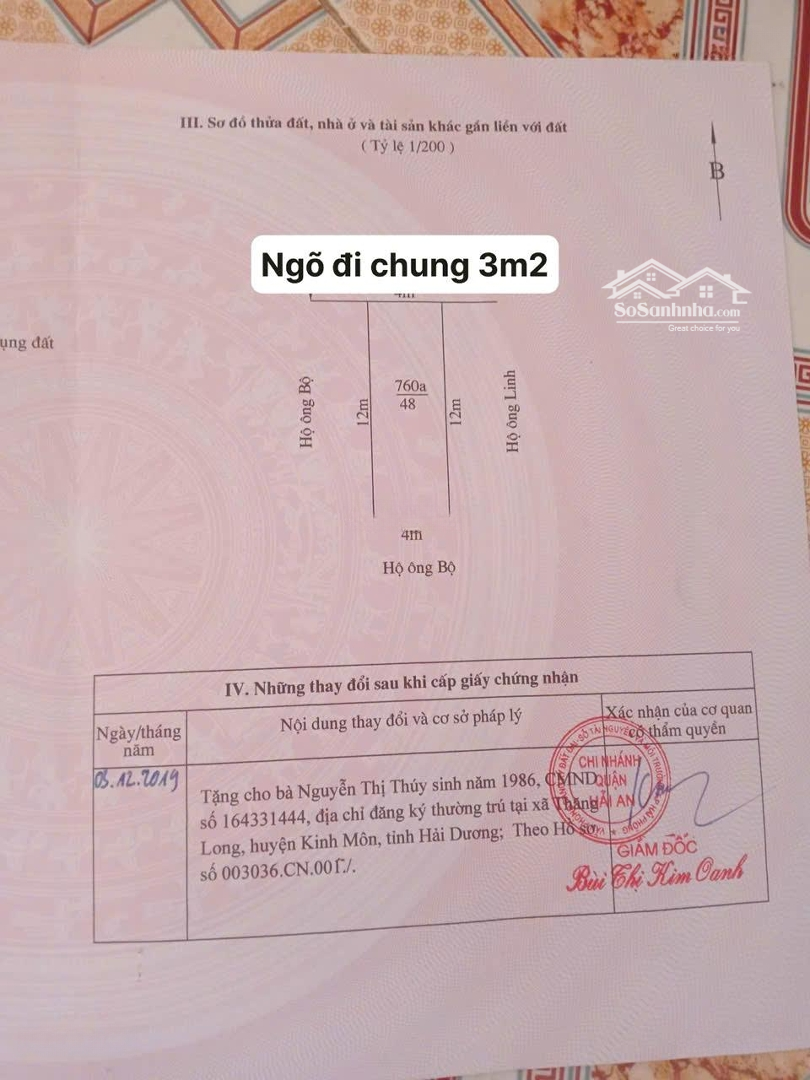 III. Sơ đồ thửa đất, nhà ở và tài sản khác gắn liền với đất
( Tỷ lệ 1/200 )
B
Ngõ đi chung 3m2
SoSanhnha.com
Great choice for you
4m
ụng đất
Hộ ông Bộ
12m
760a
48
12m
Hộ ông Linh
4m
Hộ ông Bộ
IV. Những thay đổi sau khi cấp giấy chứng nhận
Ngày/tháng
năm
Nội dung thay đổi và cơ sở pháp lý
Xác nhận của cơ quan
có thẩm quyền
03.12.2019
Tặng cho bà Nguyễn Thị Thúy sinh năm 1986, CMND
số 164331444, địa chỉ đăng ký thường trú tại xã Thăng
Long, huyện Kinh Môn, tỉnh Hải Dương; Theo Hồ sơ
số 003036.CN.001./.
CHI NHÁNH
QUẬN
HẢI AN
GIÁM ĐỐC
Bùi Thị Kim Oanh